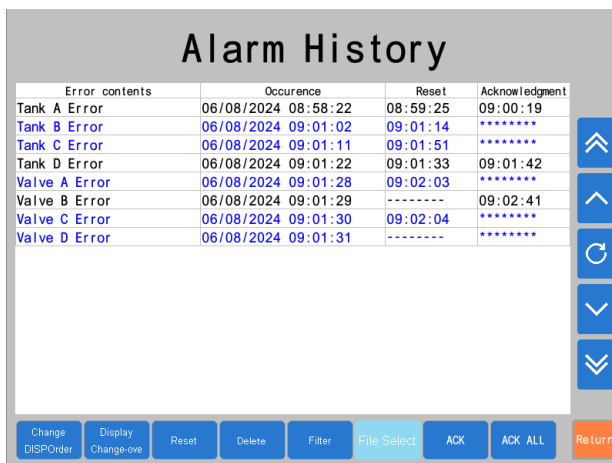 Alarm History
Error contents Occurence Reset Acknowledgment
Tank A Error 06/08/2024 08:58:22 08:59:25 09:00:19
Tank B Error 06/08/2024 09:01:02 09:01:14 ********
Tank C Error 06/08/2024 09:01:11 09:01:51 ********
Tank D Error 06/08/2024 09:01:22 09:01:33 09:01:42
Valve A Error 06/08/2024 09:01:28 09:02:03 ********
Valve B Error 06/08/2024 09:01:29 -------- 09:02:41
Valve C Error 06/08/2024 09:01:30 09:02:04 ********
Valve D Error 06/08/2024 09:01:31 -------- ********
Change DISPOrder
Display Change-ove
Reset
Delete
Filter
File Select
ACK
ACK ALL
Return